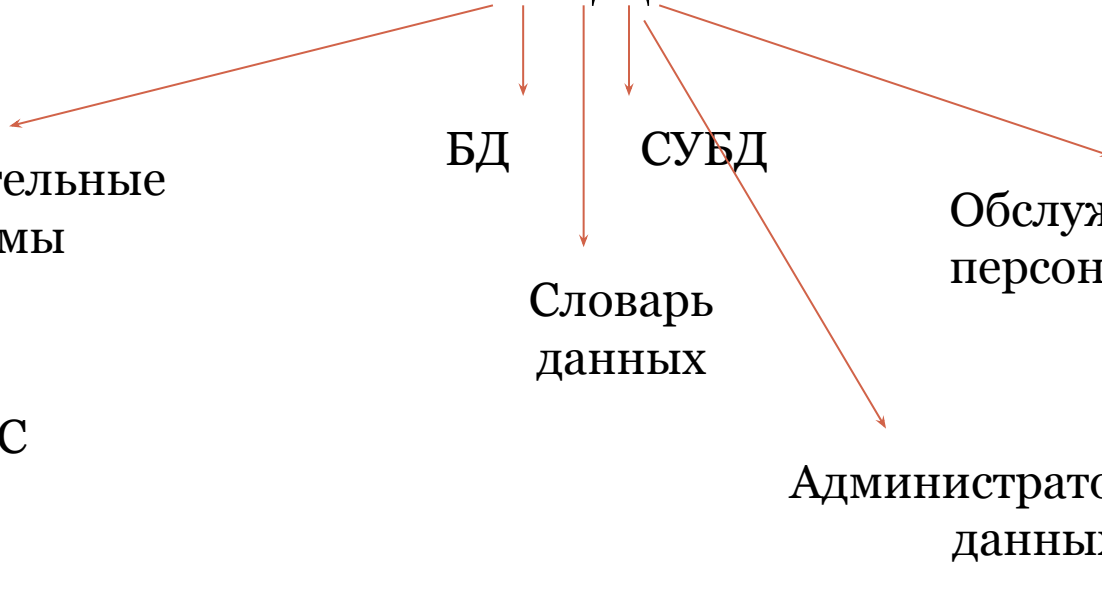 БД
СУБД
тельные
мы
Обслуж
персон
Словарь
данных
С
Администрато
данны